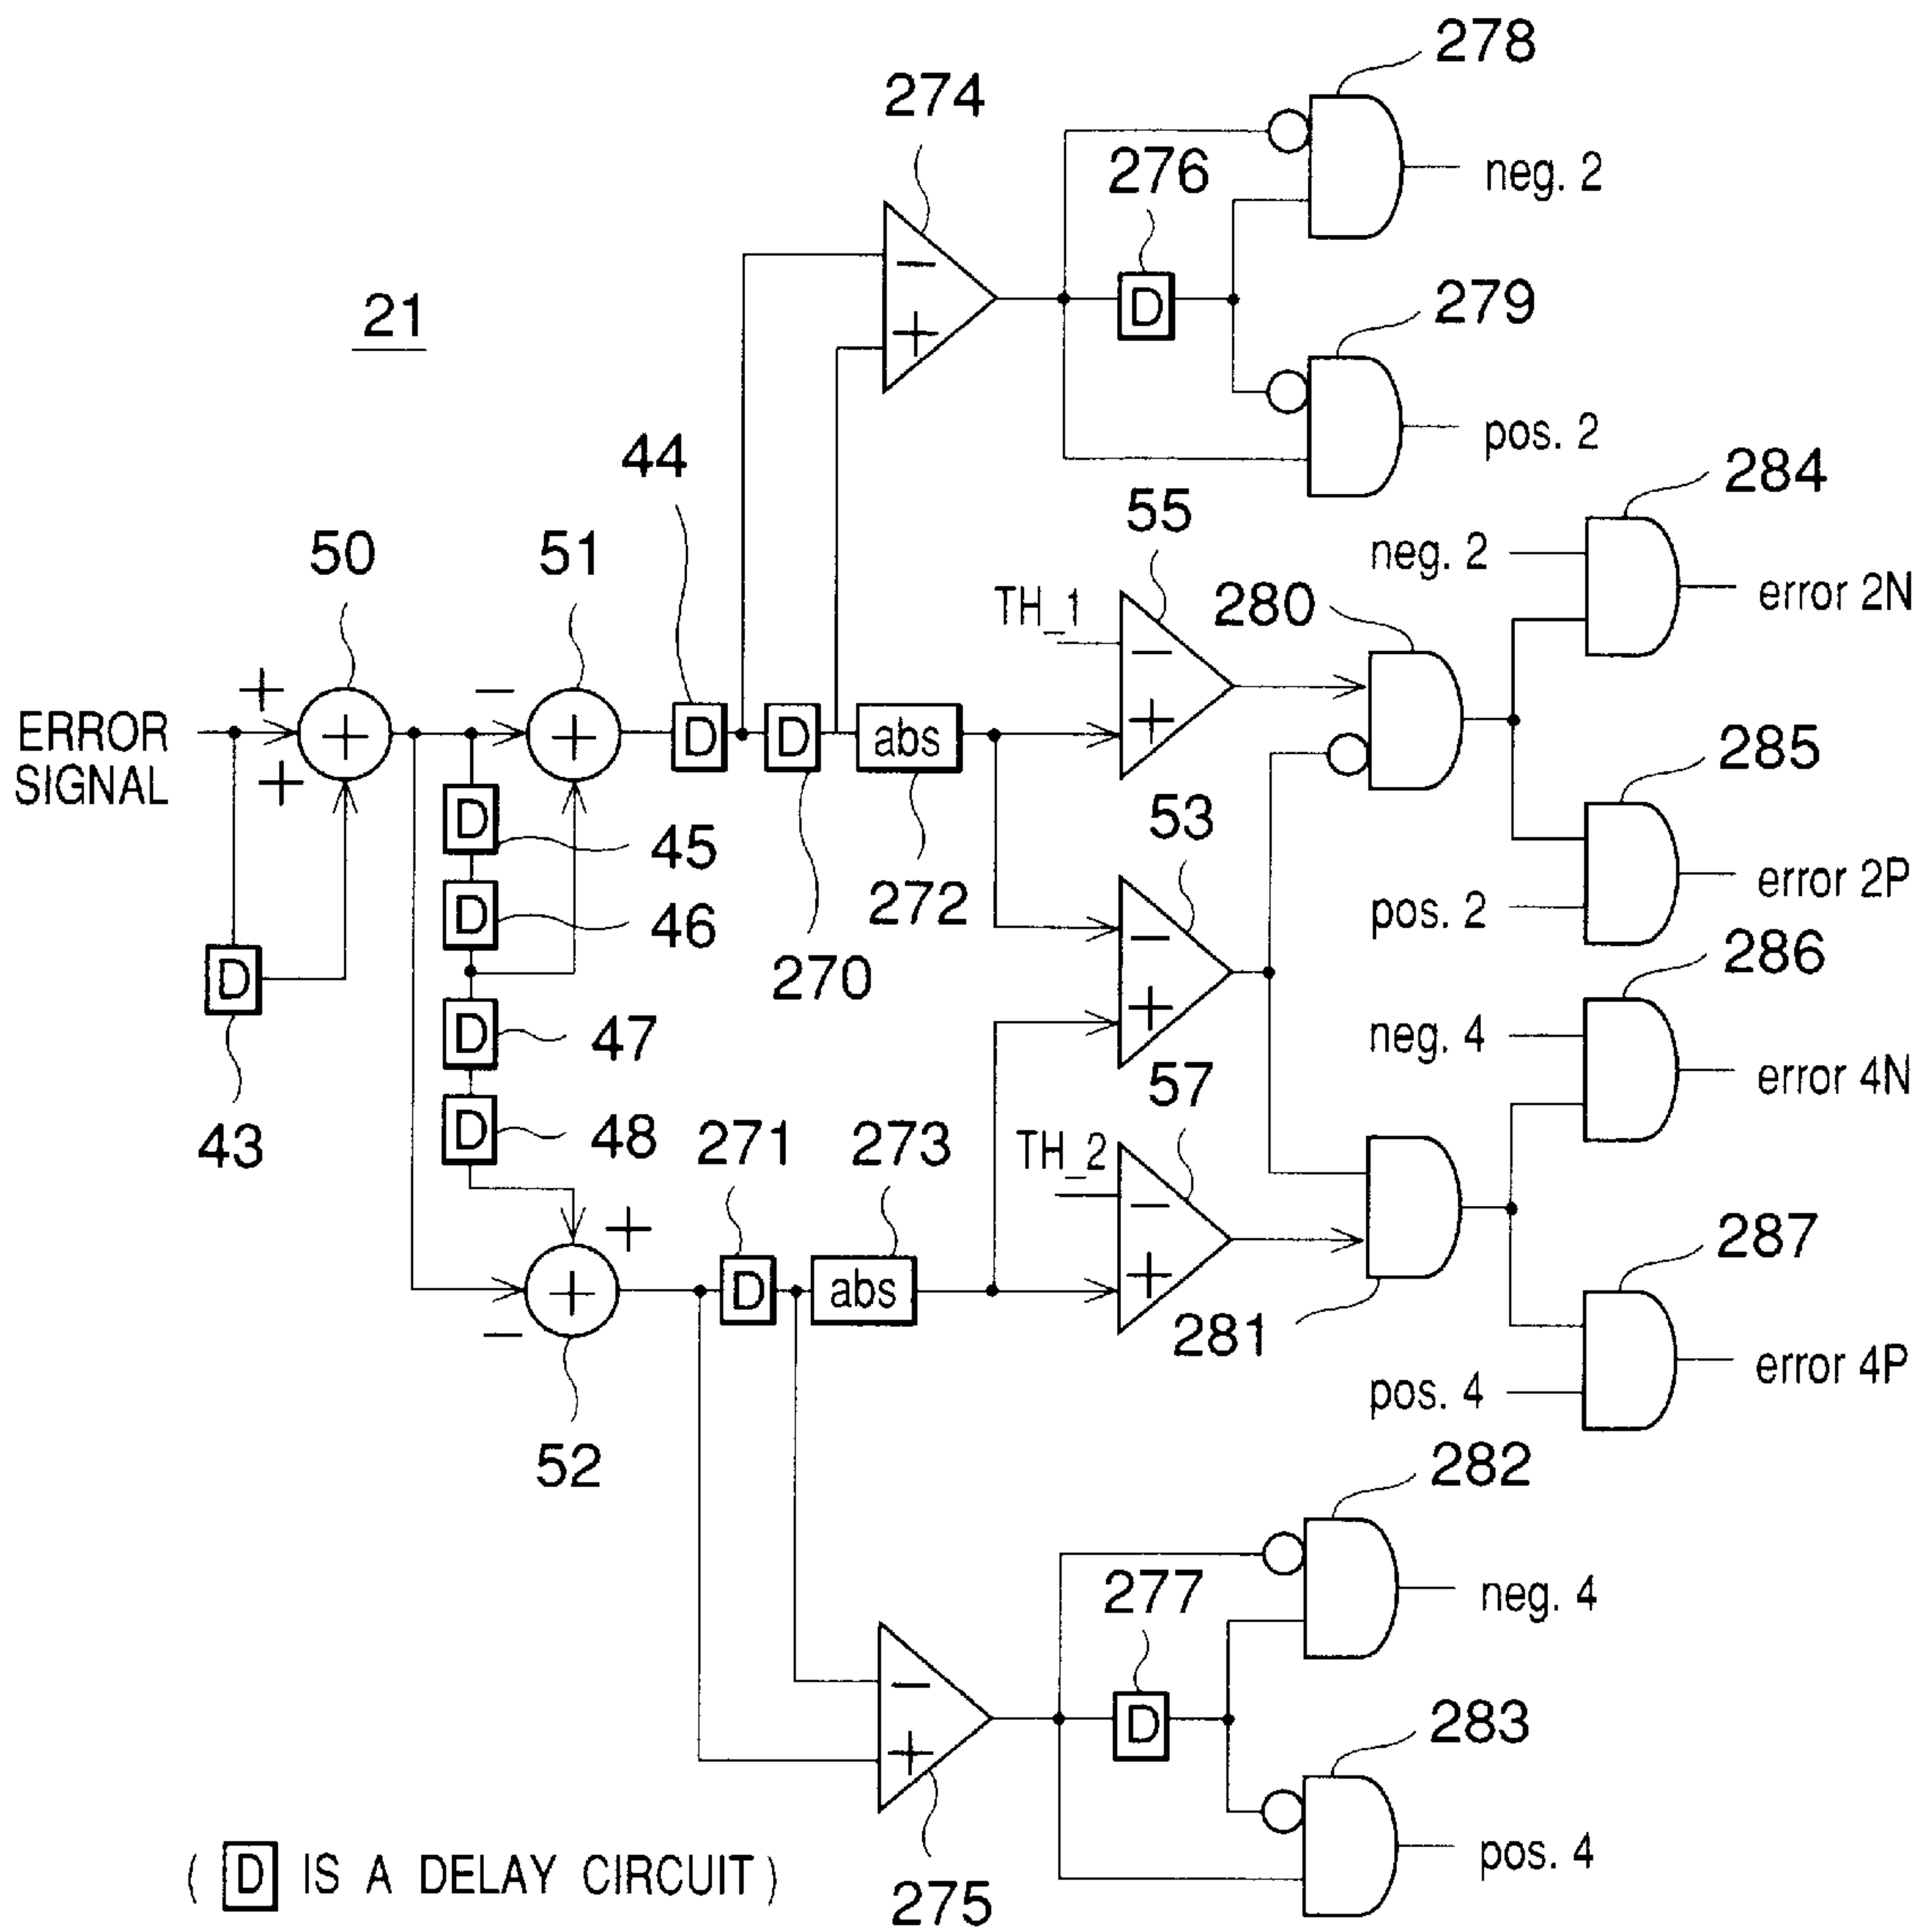 278
274
276
neg. 2
21
279
44
pos. 2
284
55
50
51
neg. 2
error 2N
TH_1
280
ERROR
SIGNAL
D
D
abs
285
D
45
53
error 2P
D
46
272
pos. 2
286
D
270
D
47
neg. 4
57
error 4N
43
D
48
271
273
TH_2
287
D
abs
281
error 4P
pos. 4
52
282
277
neg. 4
D
283
D
pos. 4
( D IS A DELAY CIRCUIT )
275